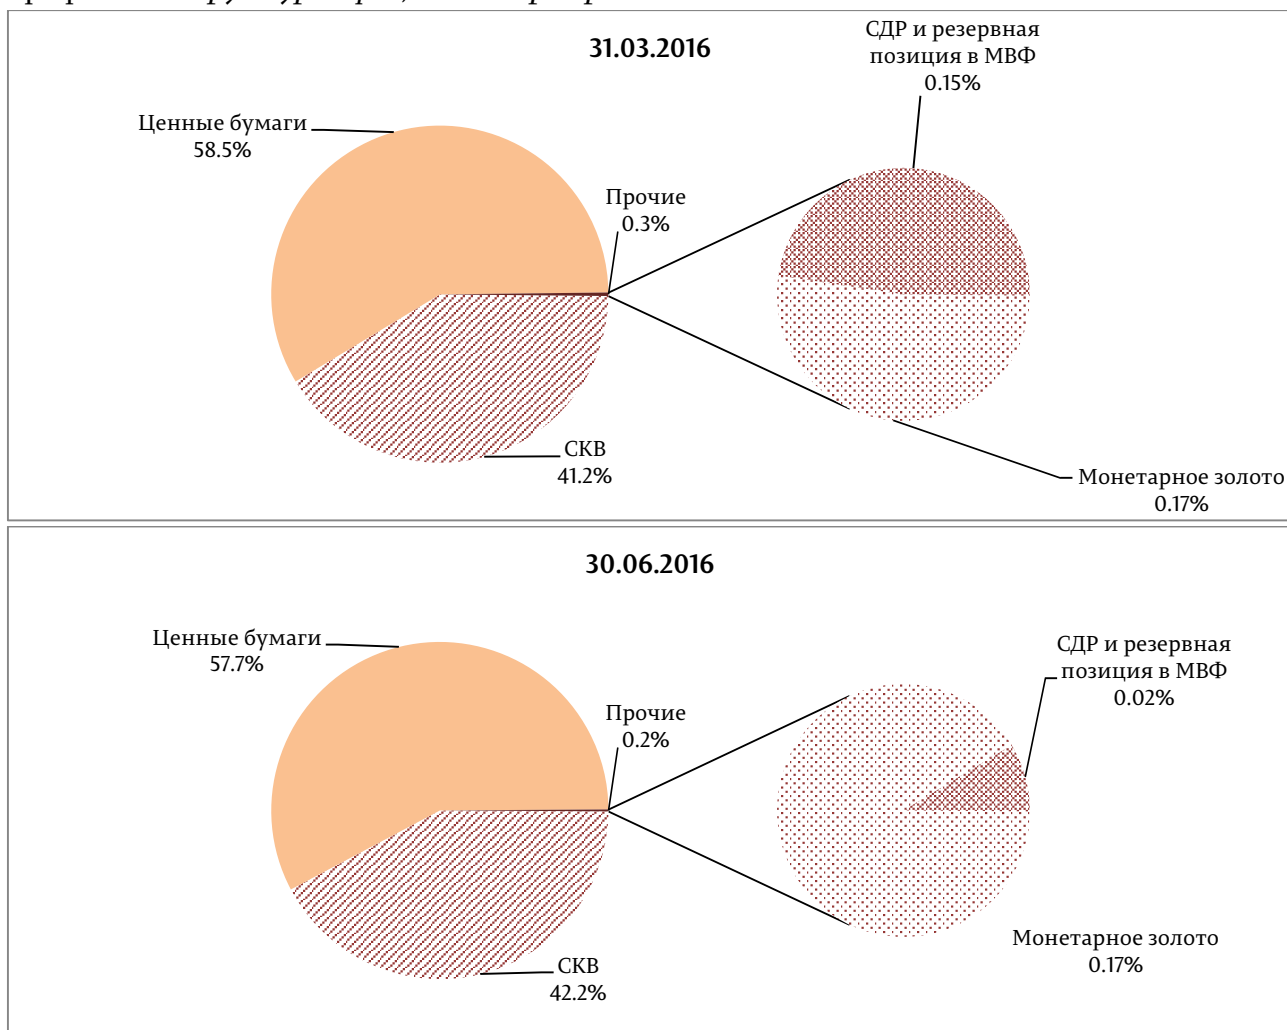 31.03.2016
СДР и резервная
позиция в МВФ
0.15%
Ценные бумаги
58.5%
Прочие
0.3%
СКВ
41.2%
Монетарное золото
0.17%
30.06.2016
Ценные бумаги
57.7%
СДР и резервная
позиция в МВФ
0.02%
Прочие
0.2%
Монетарное золото
0.17%
СКВ
42.2%